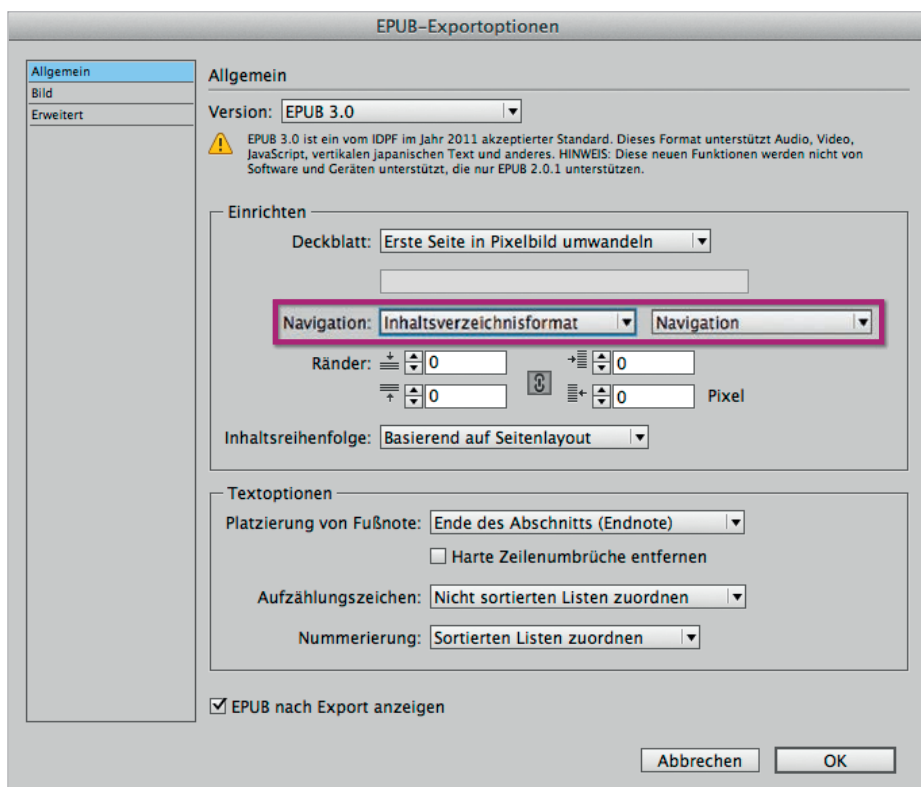 EPUB-Exportoptionen
Allgemein
Bild
Erweitert
Allgemein
Version: EPUB 3.0
EPUB 3.0 ist ein vom IDPF im Jahr 2011 akzeptierter Standard. Dieses Format unterstützt Audio, Video,
JavaScript, vertikalen japanischen Text und anderes. HINWEIS: Diese neuen Funktionen werden nicht von
Software und Geräten unterstützt, die nur EPUB 2.0.1 unterstützen.
Einrichten
Deckblatt: Erste Seite in Pixelbild umwandeln
Navigation: Inhaltsverzeichnisformat Navigation
Ränder: 0 0
0 0 Pixel
Inhaltsreihenfolge: Basierend auf Seitenlayout
Textoptionen
Platzierung von Fußnote: Ende des Abschnitts (Endnote)
Harte Zeilenumbrüche entfernen
Aufzählungszeichen: Nicht sortierten Listen zuordnen
Nummerierung: Sortierten Listen zuordnen
EPUB nach Export anzeigen
Abbrechen OK